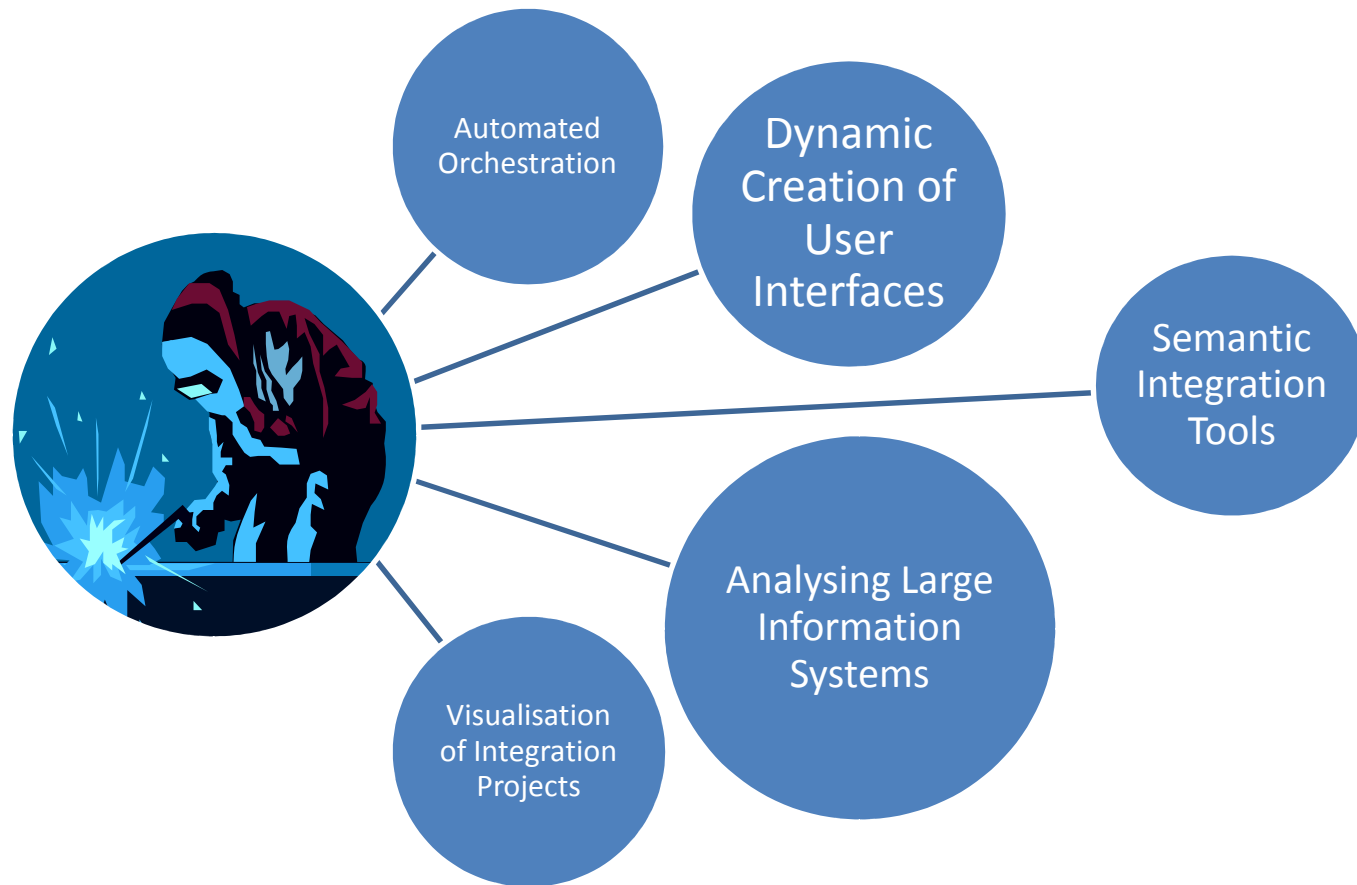 Automated
Orchestration
Dynamic
Creation of
User
Interfaces
Semantic
Integration
Tools
Analysing Large
Information
Systems
Visualisation
of Integration
Projects